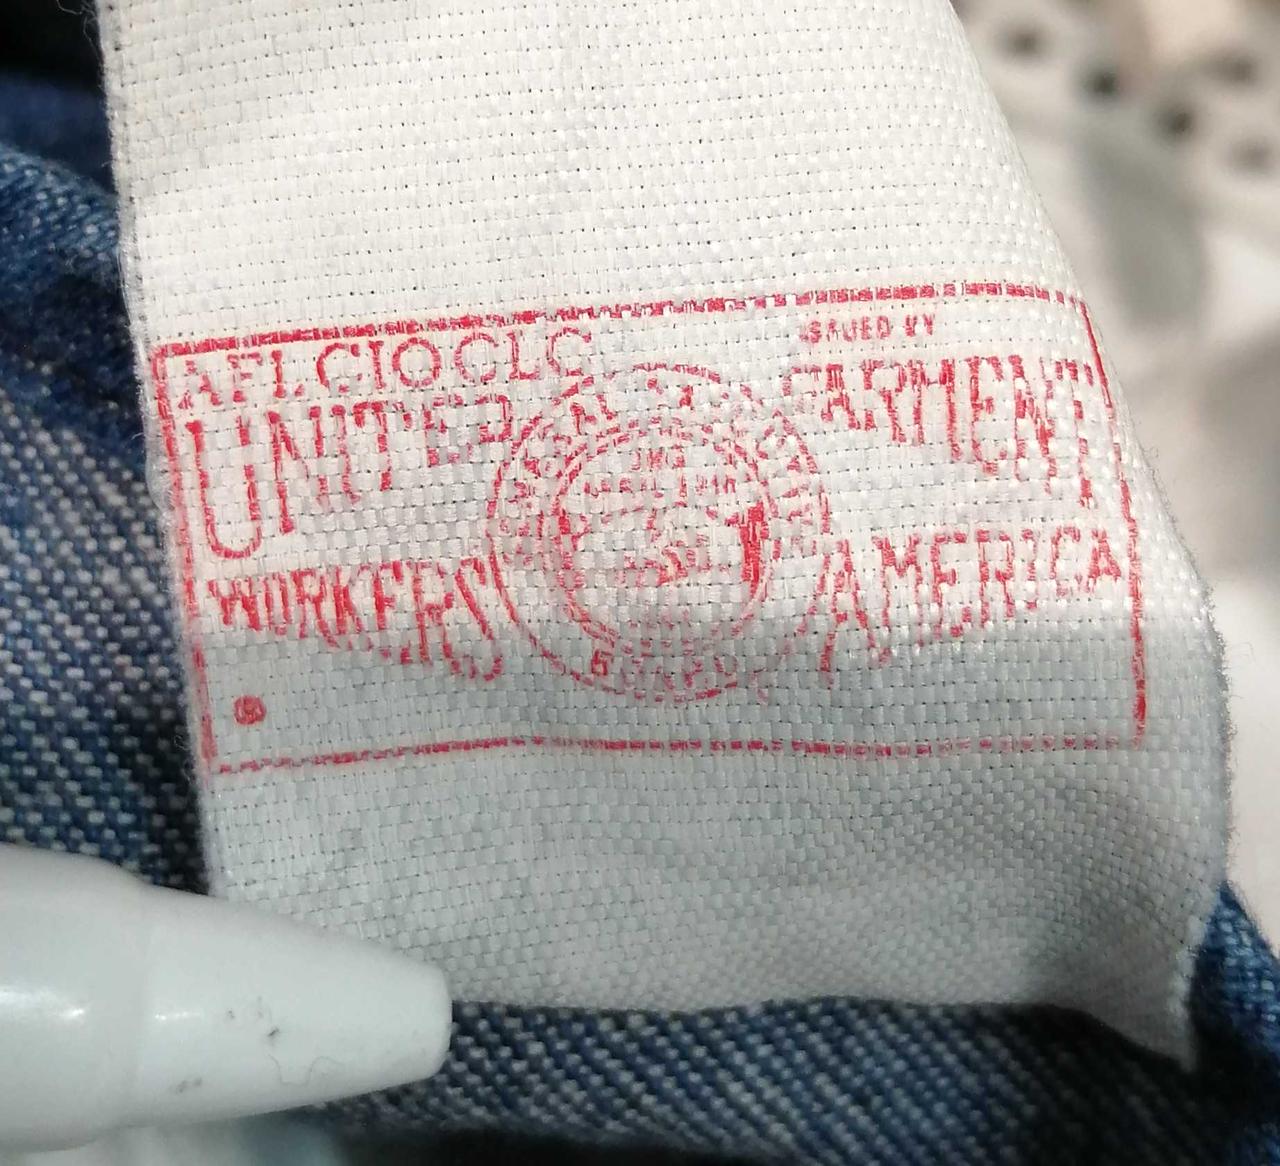 AFL CIO CLC
ISSUED BY
UNITED GARMENT
WORKERS AMERICA
®